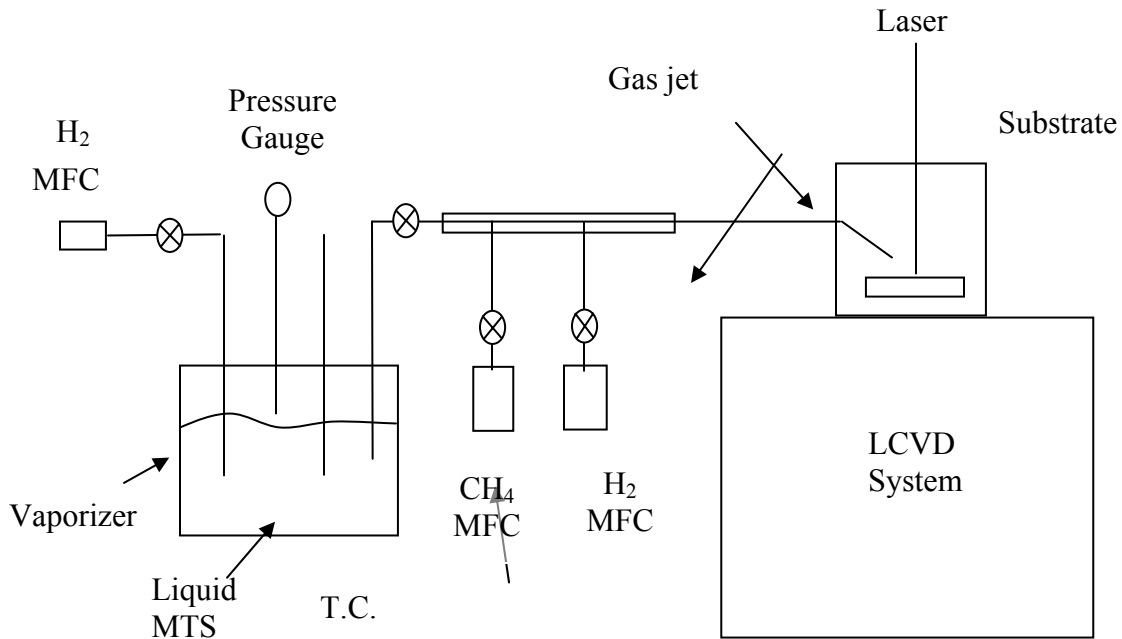 Laser
Gas jet
Pressure
Gauge
Substrate
H₂
MFC
CH₄
MFC
H₂
MFC
LCVD
System
Vaporizer
Liquid
MTS
T.C.